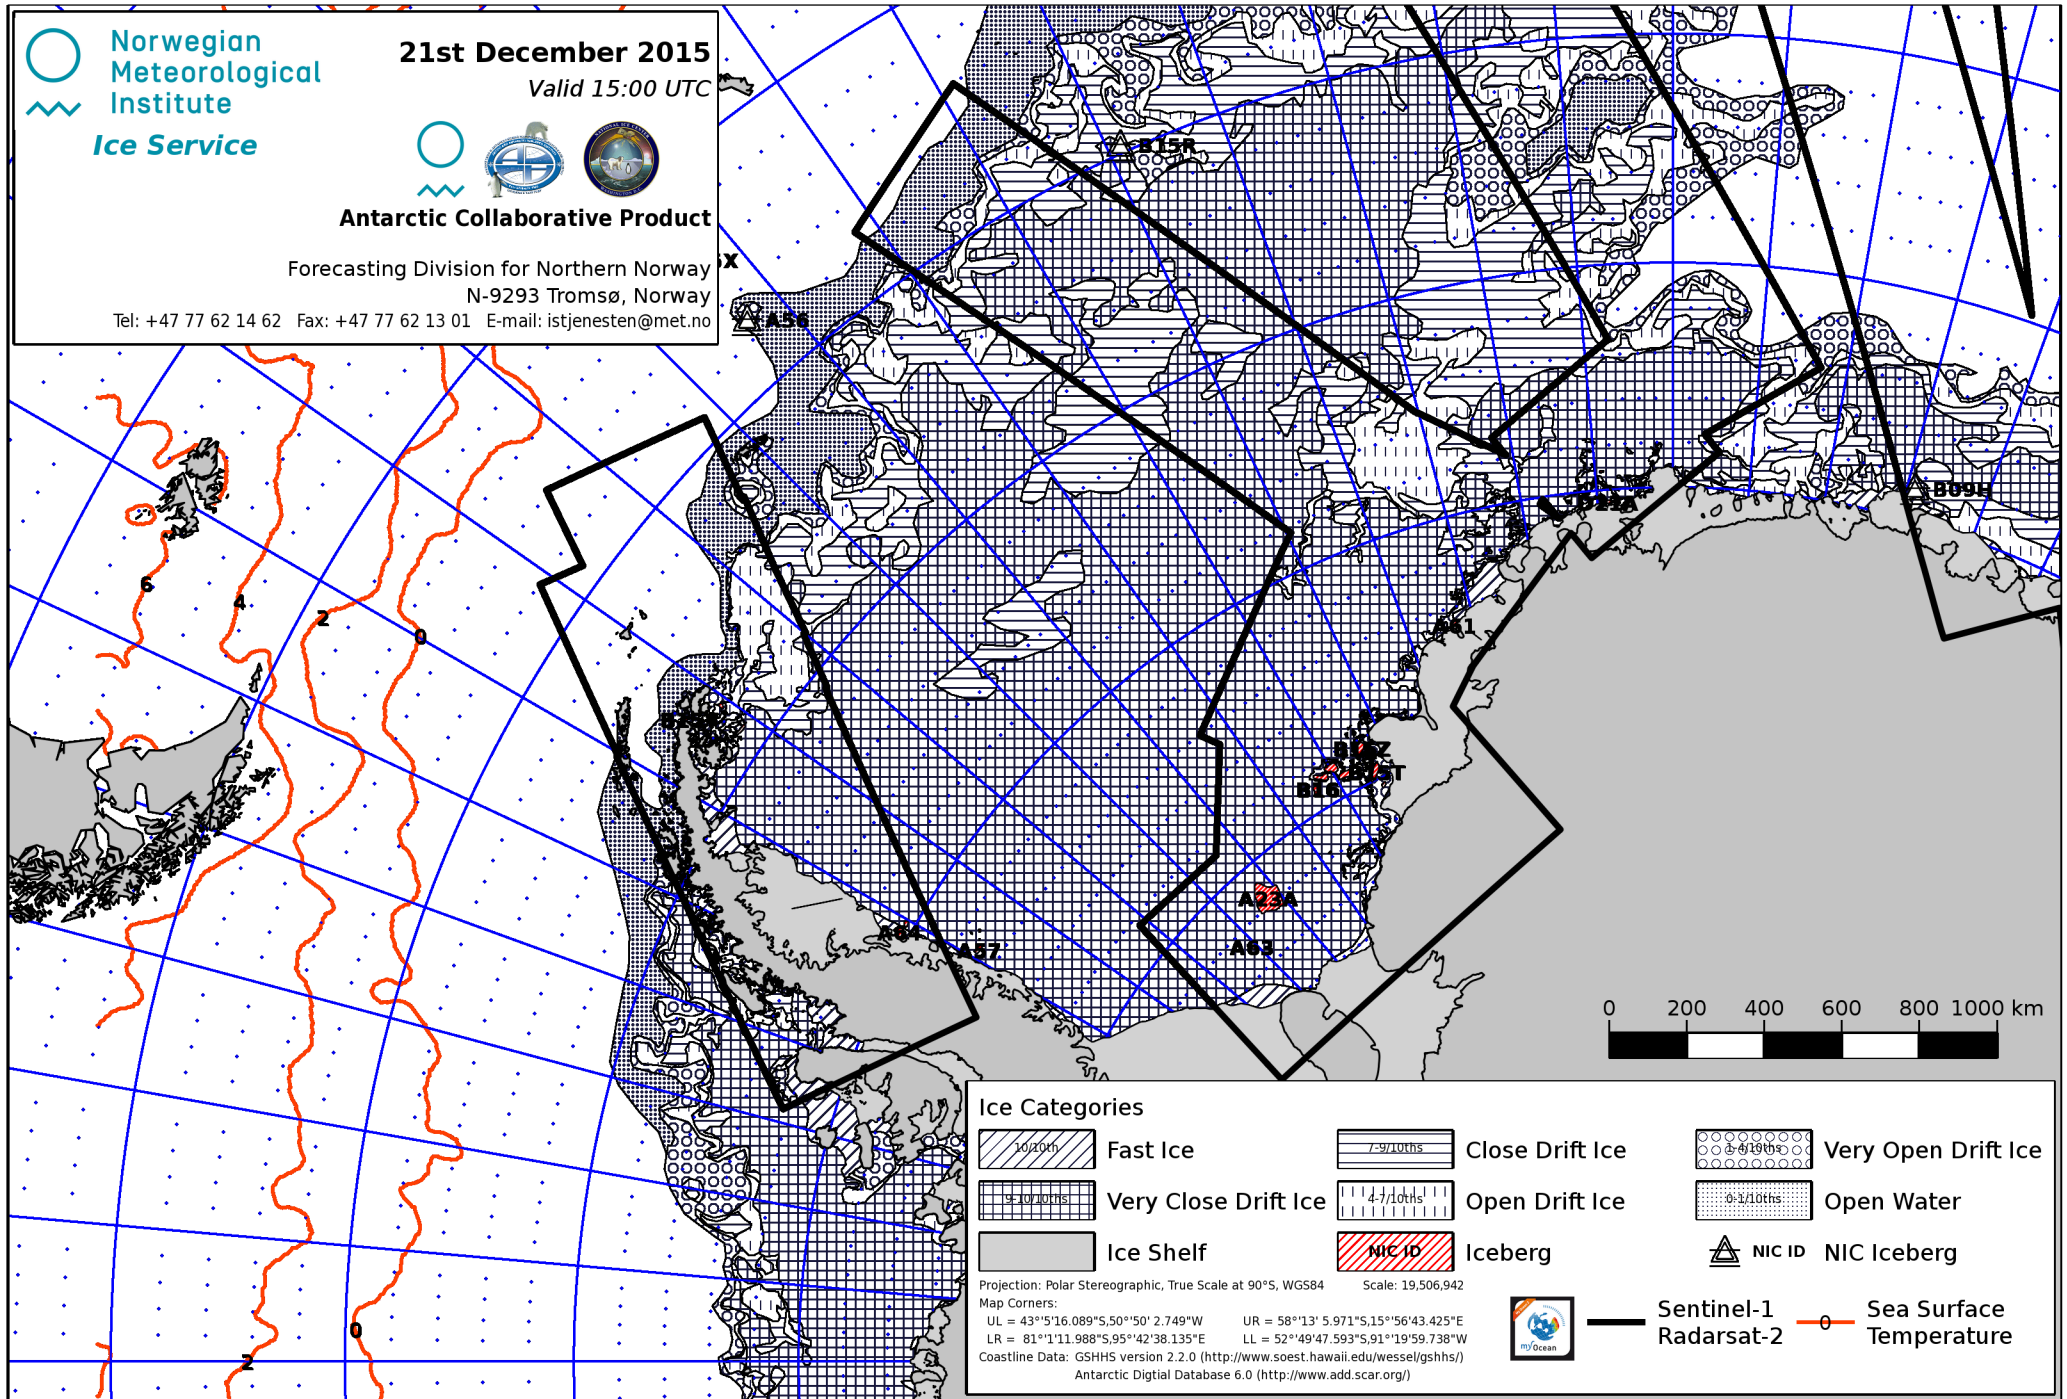 Norwegian
Meteorological
Institute
Ice Service
21st December 2015
Valid 15:00 UTC
Antarctic Collaborative Product
Forecasting Division for Northern Norway
N-9293 Tromsø, Norway
Tel: +47 77 62 14 62 Fax: +47 77 62 13 01 E-mail: istjenesten@met.no
B15R
X
A56
B09H
6
4
2
0
A61
B16
A23A
A63
A64
A57
0
2
0 200 400 600 800 1000 km
Ice Categories
10/10th Fast Ice
7-9/10ths Close Drift Ice
1-4/10ths Very Open Drift Ice
9-10/10ths Very Close Drift Ice
4-7/10ths Open Drift Ice
0-1/10ths Open Water
Ice Shelf
NIC ID Iceberg
NIC ID NIC Iceberg
Projection: Polar Stereographic, True Scale at 90°S, WGS84 Scale: 19,506,942
Map Corners:
UL = 43°'5'16.089"S,50°'50' 2.749"W UR = 58°'13' 5.971"S,15°'56'43.425"E
LR = 81°'1'11.988"S,95°'42'38.135"E LL = 52°'49'47.593"S,91°'19'59.738"W
Coastline Data: GSHHS version 2.2.0 (http://www.soest.hawaii.edu/wessel/gshhs/)
Antarctic Digtial Database 6.0 (http://www.add.scar.org/)
my Ocean
Sentinel-1
Radarsat-2
0
Sea Surface
Temperature